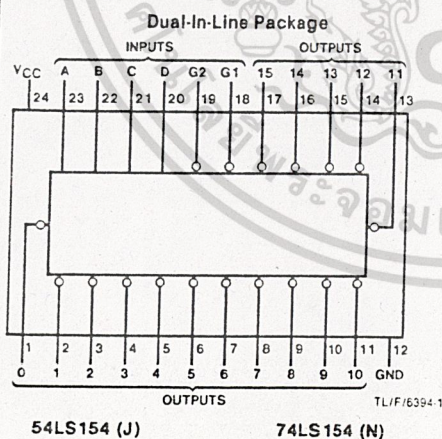 Dual-In-Line Package
INPUTS OUTPUTS
VCC A B C D G2 G1 15 14 13 12 11
24 23 22 21 20 19 18 17 16 15 14 13
1 2 3 4 5 6 7 8 9 10 11 12
0 1 2 3 4 5 6 7 8 9 10 GND
OUTPUTS
TL/F/6394-1
54LS154 (J) 74LS154 (N)